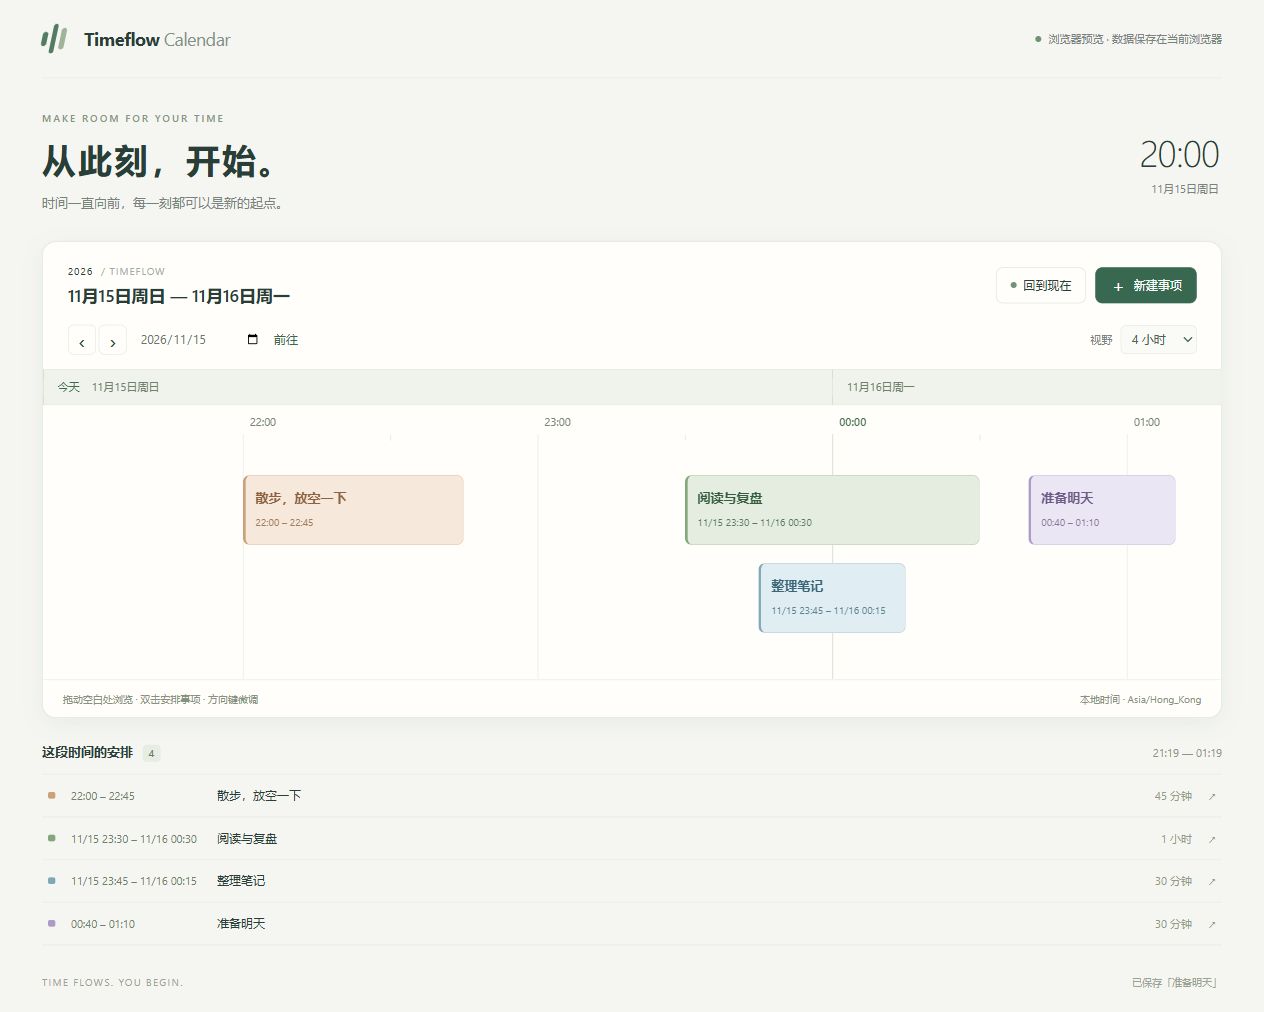 Timeflow Calendar
浏览器预览 · 数据保存在当前浏览器
MAKE ROOM FOR YOUR TIME
从此刻，开始。
时间一直向前，每一刻都可以是新的起点。
20:00
11月15日周日
2026 / TIMEFLOW
11月15日周日 — 11月16日周一
回到现在
+ 新建事项
‹ › 2026/11/15 前往
视野 4 小时
今天 11月15日周日
11月16日周一
22:00 23:00 00:00 01:00
散步，放空一下
22:00 – 22:45
阅读与复盘
11/15 23:30 – 11/16 00:30
准备明天
00:40 – 01:10
整理笔记
11/15 23:45 – 11/16 00:15
拖动空白处浏览 · 双击安排事项 · 方向键微调
本地时间 · Asia/Hong_Kong
这段时间的安排 4
21:19 — 01:19
22:00 – 22:45 散步，放空一下 45 分钟 ↗
11/15 23:30 – 11/16 00:30 阅读与复盘 1 小时 ↗
11/15 23:45 – 11/16 00:15 整理笔记 30 分钟 ↗
00:40 – 01:10 准备明天 30 分钟 ↗
TIME FLOWS. YOU BEGIN.
已保存「准备明天」